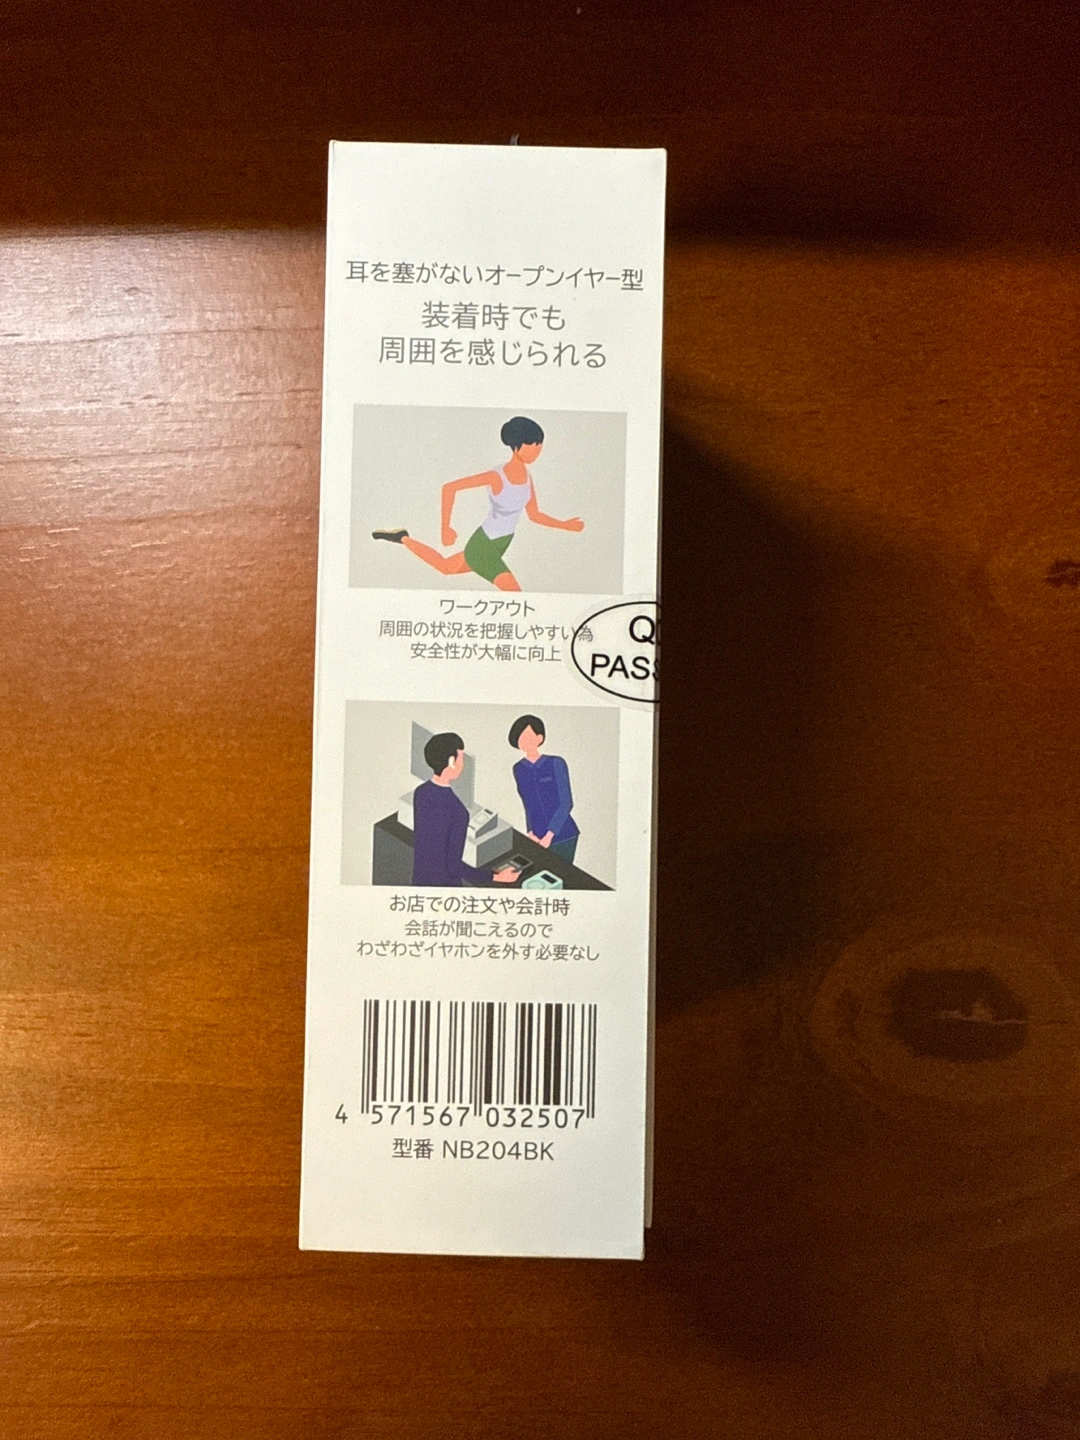 耳を塞がないオープンイヤー型
装着時でも
周囲を感じられる
ワークアウト
周囲の状況を把握しやすい為
安全性が大幅に向上
PASS
お店での注文や会計時
会話が聞こえるので
わざわざイヤホンを外す必要なし
4 571567 032507
型番 NB204BK